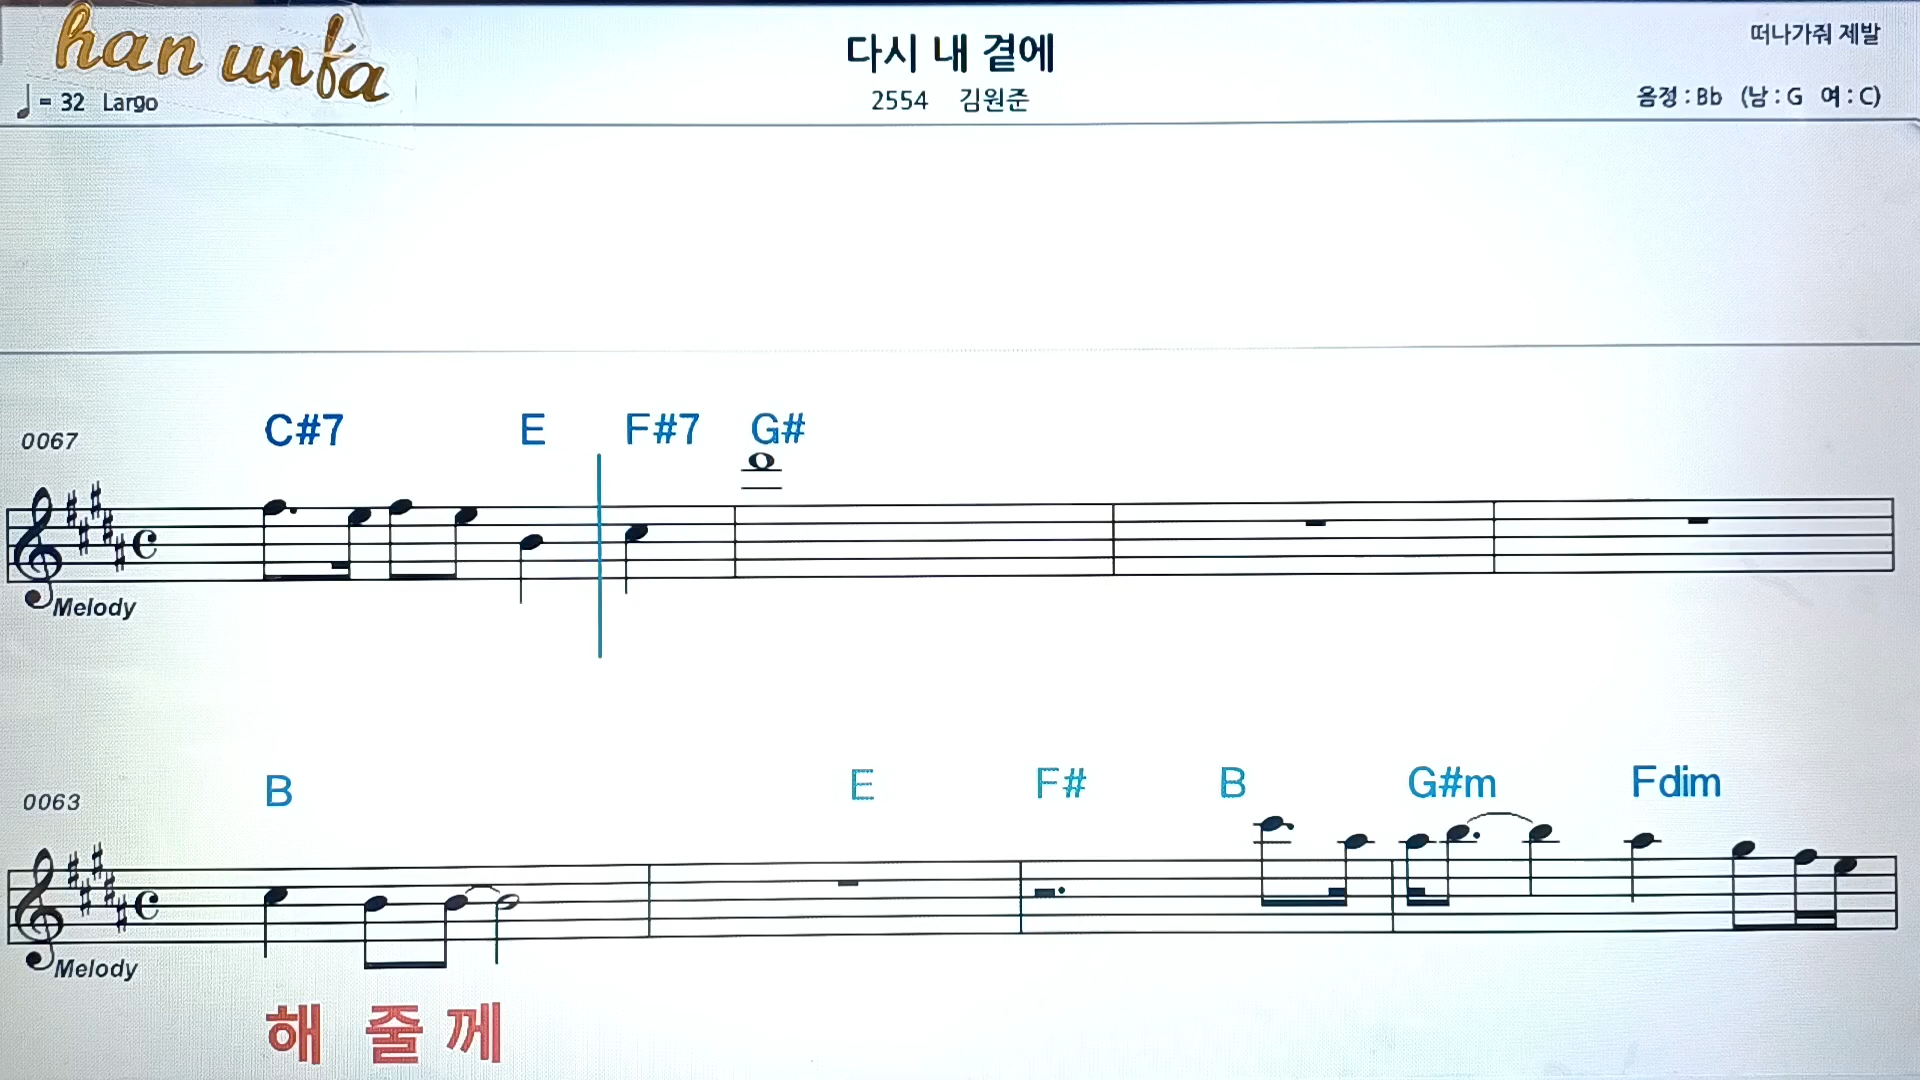 han unfa
다시 내 곁에
떠나가줘 제발
♩ = 32 Largo
2554 김원준
음정 : Bb (남 : G 여 : C)
C#7 E F#7 G#
0067
Melody
B E F# B G#m Fdim
0063
Melody
해 줄 께